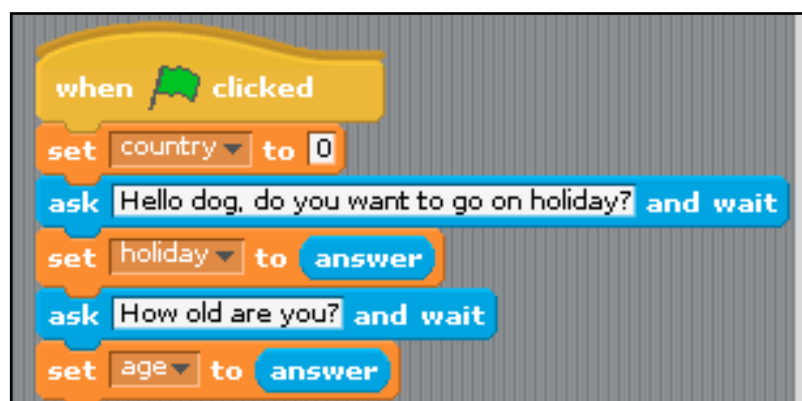 when clicked
set country to 0
ask Hello dog, do you want to go on holiday? and wait
set holiday to answer
ask How old are you? and wait
set age to answer